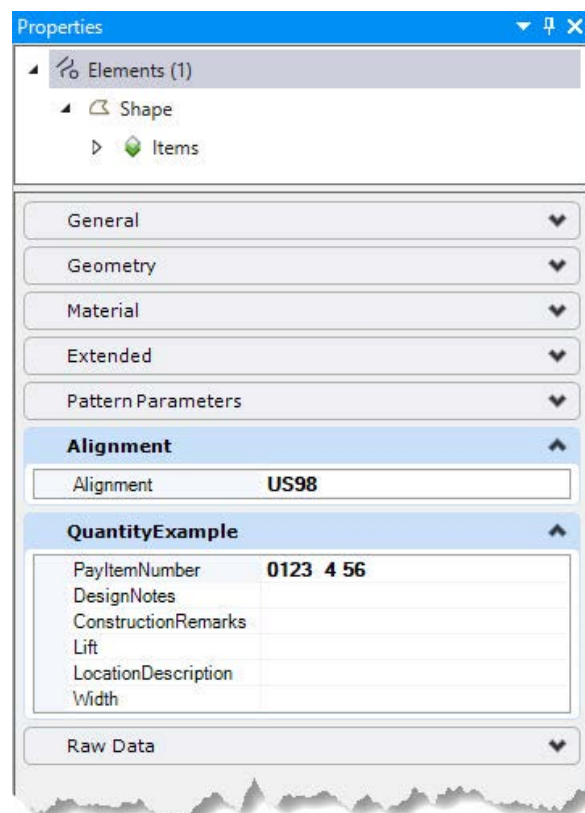 Properties
Elements (1)
Shape
Items
General
Geometry
Material
Extended
Pattern Parameters
Alignment
Alignment US98
QuantityExample
PayItemNumber 0123  4 56
DesignNotes
ConstructionRemarks
Lift
LocationDescription
Width
Raw Data